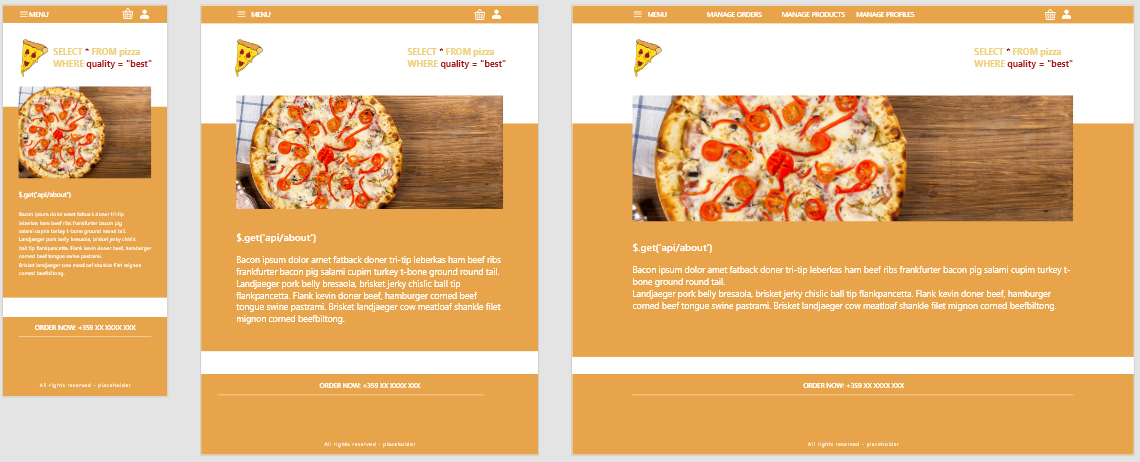 MENU
SELECT * FROM pizza
WHERE quality = "best"
$.get('api/about')
Bacon ipsum dolor amet fatback doner tri-tip
leberkas ham beef ribs frankfurter bacon pig
salami cupim turkey t-bone ground round tail.
Landjaeger pork belly bresaola, brisket jerky chislic
ball tip flankpancetta. Flank kevin doner beef, hamburger
corned beef tongue swine pastrami.
Brisket landjaeger cow meatloaf shankle filet mignon
corned beefbiltong.
ORDER NOW: +359 XX XXXX XXX
All rights reserved - placeholder
MENU
SELECT * FROM pizza
WHERE quality = "best"
$.get('api/about')
Bacon ipsum dolor amet fatback doner tri-tip leberkas ham beef ribs
frankfurter bacon pig salami cupim turkey t-bone ground round tail.
Landjaeger pork belly bresaola, brisket jerky chislic ball tip
flankpancetta. Flank kevin doner beef, hamburger corned beef
tongue swine pastrami. Brisket landjaeger cow meatloaf shankle filet
mignon corned beefbiltong.
ORDER NOW: +359 XX XXXX XXX
All rights reserved - placeholder
MENU MANAGE ORDERS MANAGE PRODUCTS MANAGE PROFILES
SELECT * FROM pizza
WHERE quality = "best"
$.get('api/about')
Bacon ipsum dolor amet fatback doner tri-tip leberkas ham beef ribs frankfurter bacon pig salami cupim turkey t-
bone ground round tail.
Landjaeger pork belly bresaola, brisket jerky chislic ball tip flankpancetta. Flank kevin doner beef, hamburger
corned beef tongue swine pastrami. Brisket landjaeger cow meatloaf shankle filet mignon corned beefbiltong.
ORDER NOW: +359 XX XXXX XXX
All rights reserved - placeholder